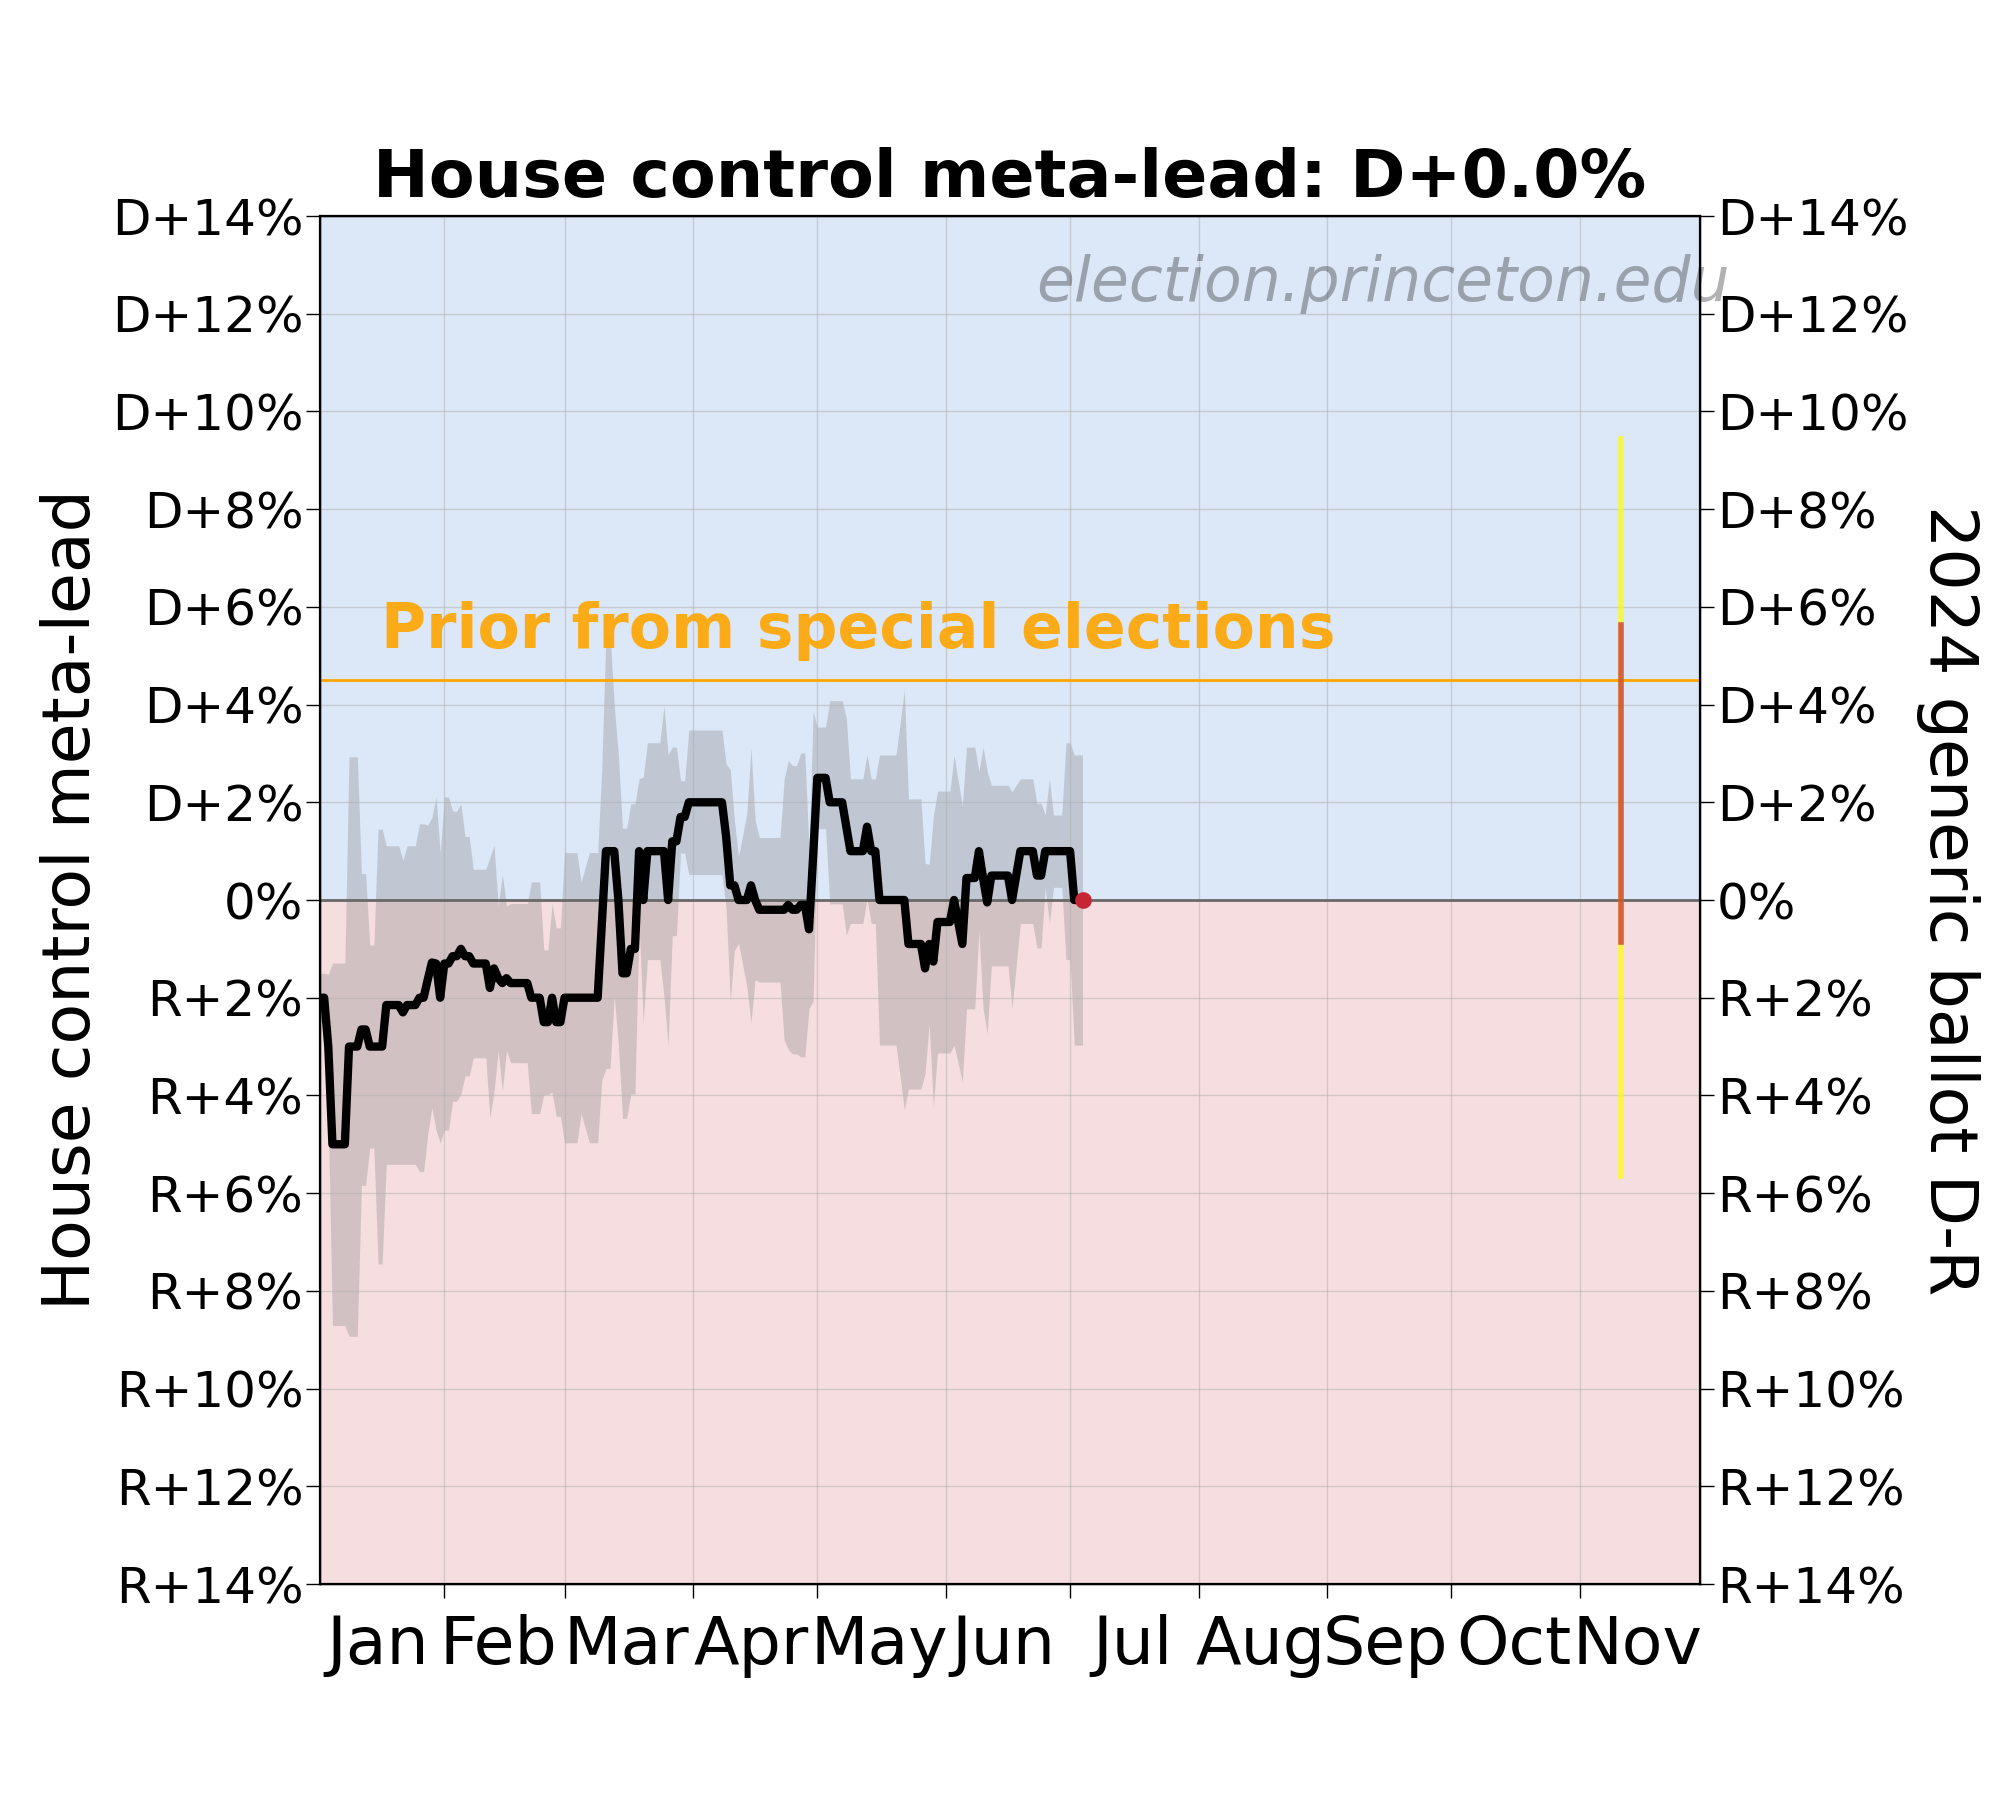 House control meta-lead: D+0.0%
election.princeton.edu
Prior from special elections
House control meta-lead
D+14%
D+12%
D+10%
D+8%
D+6%
D+4%
D+2%
0%
R+2%
R+4%
R+6%
R+8%
R+10%
R+12%
R+14%
D+14%
D+12%
D+10%
D+8%
D+6%
D+4%
D+2%
0%
R+2%
R+4%
R+6%
R+8%
R+10%
R+12%
R+14%
2024 generic ballot D-R
Jan Feb Mar Apr May Jun Jul Aug Sep Oct Nov